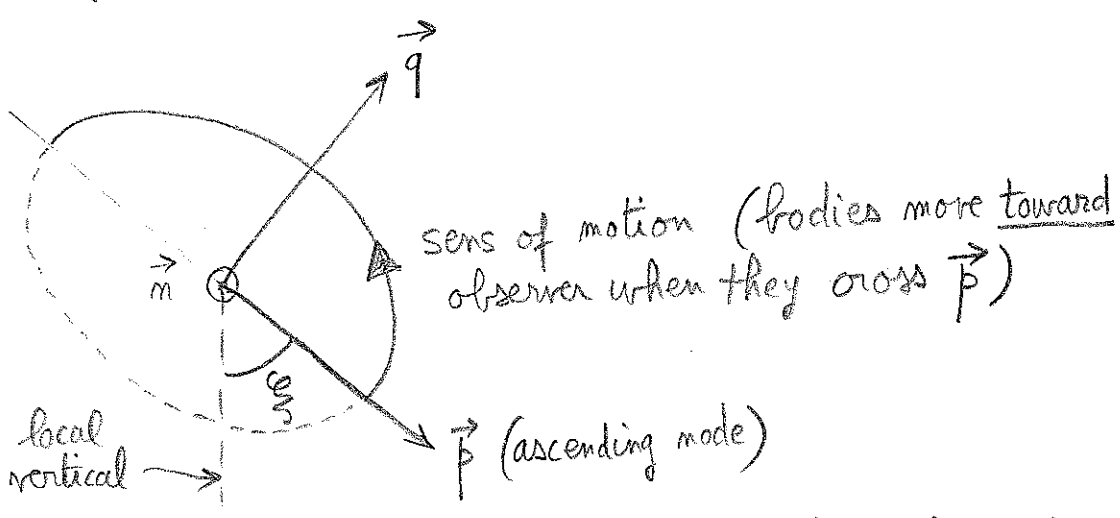 q
sens of motion (bodies move toward
observer when they cross p)
n
ξ
local
vertical
p (ascending node)